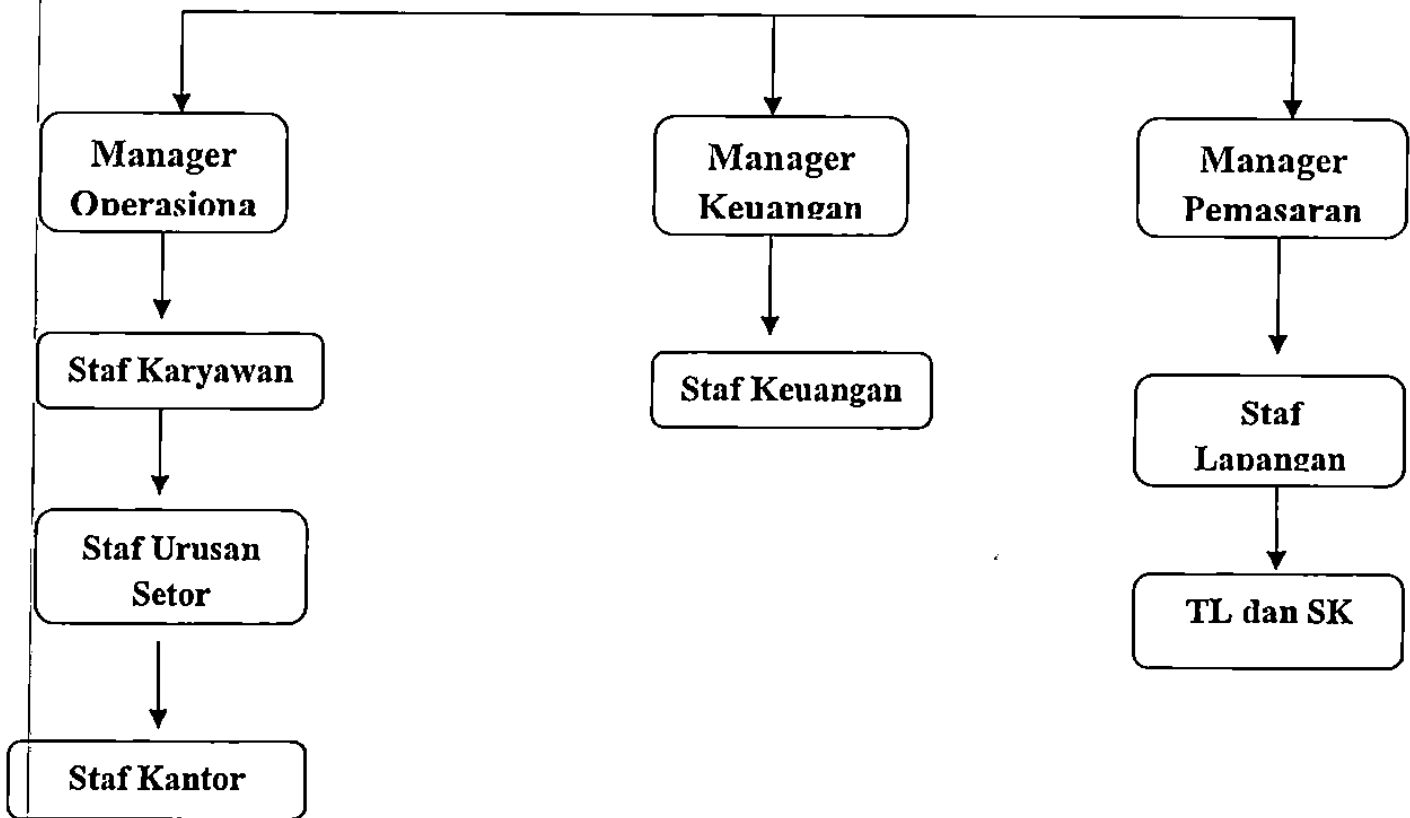 Manager
Operasiona
Manager
Keuangan
Manager
Pemasaran
Staf Karyawan
Staf Keuangan
Staf
Lapangan
Staf Urusan
Setor
TL dan SK
Staf Kantor